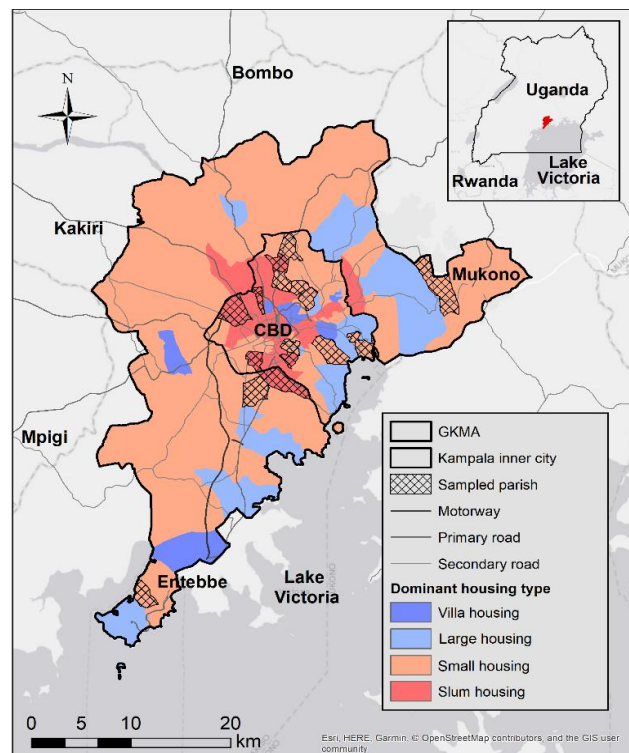 Bombo
N
Uganda
Lake
Victoria
Rwanda
Kakiri
Mukono
CBD
Mpigi
Entebbe
Lake
Victoria
GKMA
Kampala inner city
Sampled parish
Motorway
Primary road
Secondary road
Dominant housing type
Villa housing
Large housing
Small housing
Slum housing
0 5 10 20
km
Esri, HERE, Garmin, © OpenStreetMap contributors, and the GIS user
community